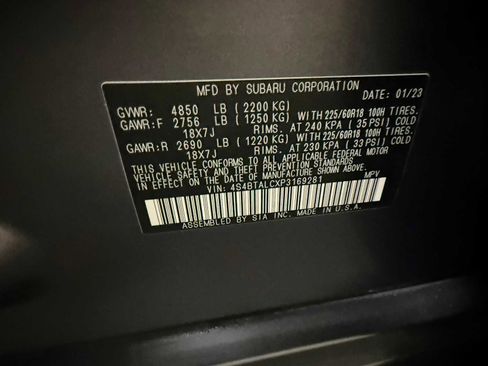 MFD BY SUBARU CORPORATION DATE: 01/23
GVWR: 4850 LB (2200 KG)
GAWR:F 2756 LB (1250 KG) WITH 225/60R18 100H TIRES.
18X7J RIMS. AT 240 KPA (35 PSI) COLD
GAWR:R 2690 LB (1220 KG) WITH 225/60R18 100H TIRES.
18X7J RIMS. AT 230 KPA (33 PSI) COLD
THIS VEHICLE CONFORMS TO ALL APPLICABLE FEDERAL MOTOR
VEHICLE SAFETY AND THEFT PREVENTION STANDARDS
IN EFFECT ON THE DATE OF MANUFACTURE SHOWN ABOVE.
VIN: 4S4BTALCXP3169281 MPV
ASSEMBLED BY SIA INC. MADE IN U.S.A.